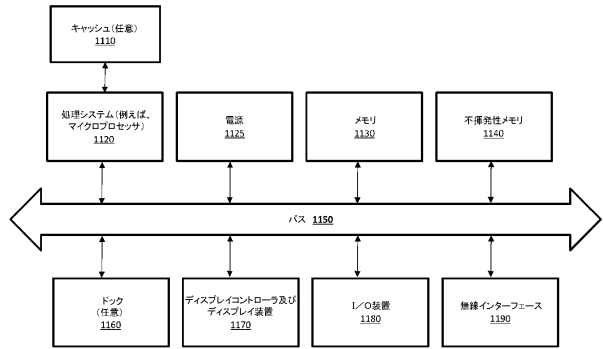 キャッシュ(任意)
1110
処理システム(例えば、
マイクロプロセッサ)
1120
電源
1125
メモリ
1130
不揮発性メモリ
1140
バス 1150
ドック
(任意)
1160
ディスプレイコントローラ及び
ディスプレイ装置
1170
I/O装置
1180
無線インターフェース
1190